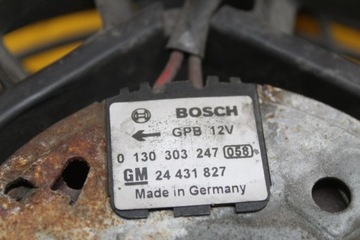 BOSCH
GPB 12V
0 130 303 247 058
GM 24 431 827
Made in Germany